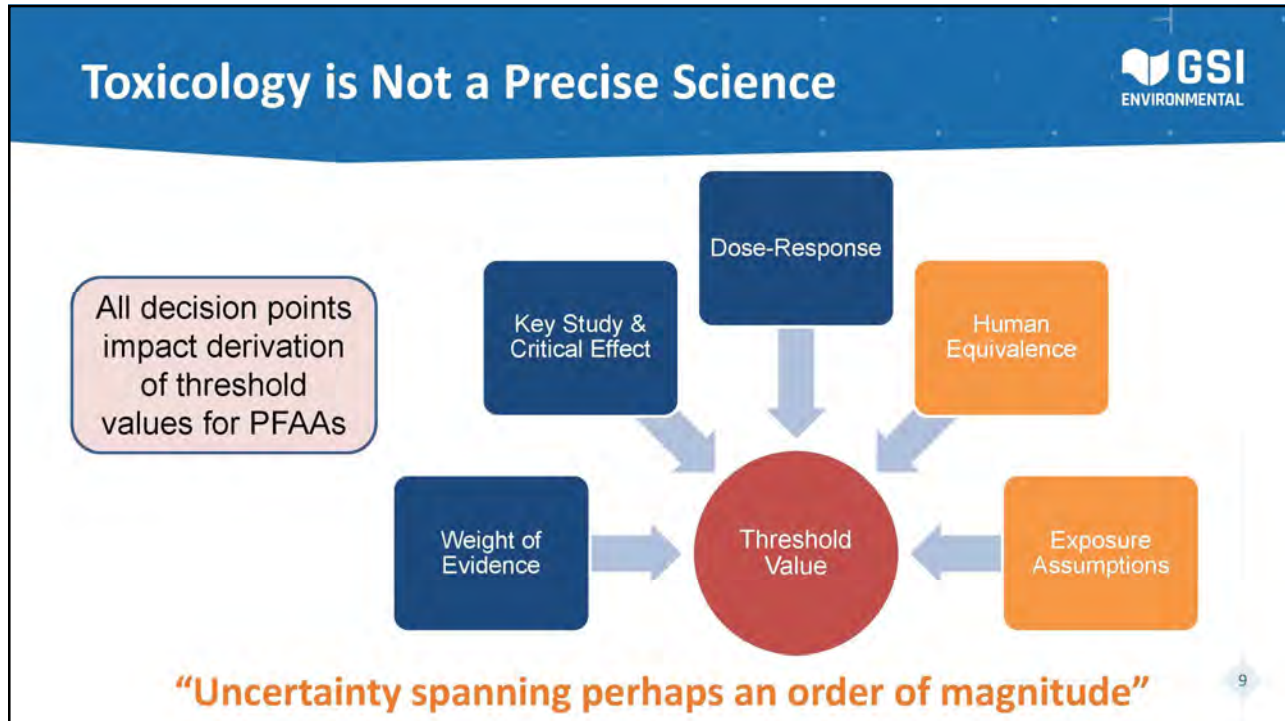 Toxicology is Not a Precise Science
GSI
ENVIRONMENTAL
All decision points
impact derivation
of threshold
values for PFAAs
Weight of
Evidence
Key Study &
Critical Effect
Dose-Response
Human
Equivalence
Exposure
Assumptions
Threshold
Value
“Uncertainty spanning perhaps an order of magnitude”
9